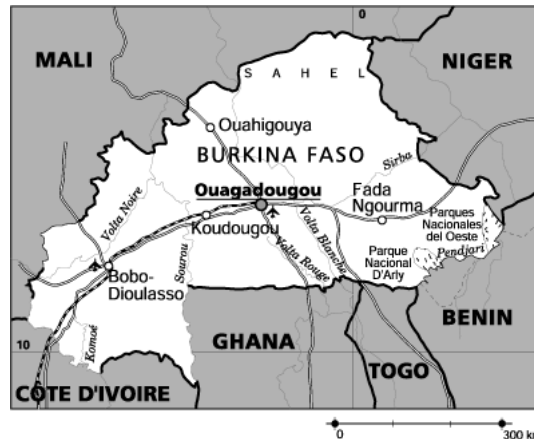 0
MALI
NIGER
SAHEL
Ouahigouya
BURKINA FASO
Sirba
Ouagadougou
Fada
Ngourma
Volta Noire
Koudougou
Volta Blanche
Parques
Nacionales
del Oeste
Pendjari
Volta Rouge
Parque
Nacional
D'Arly
Sourou
Bobo-
Dioulasso
BENIN
GHANA
Komoé
10
TOGO
CÔTE D'IVOIRE
0
300 km